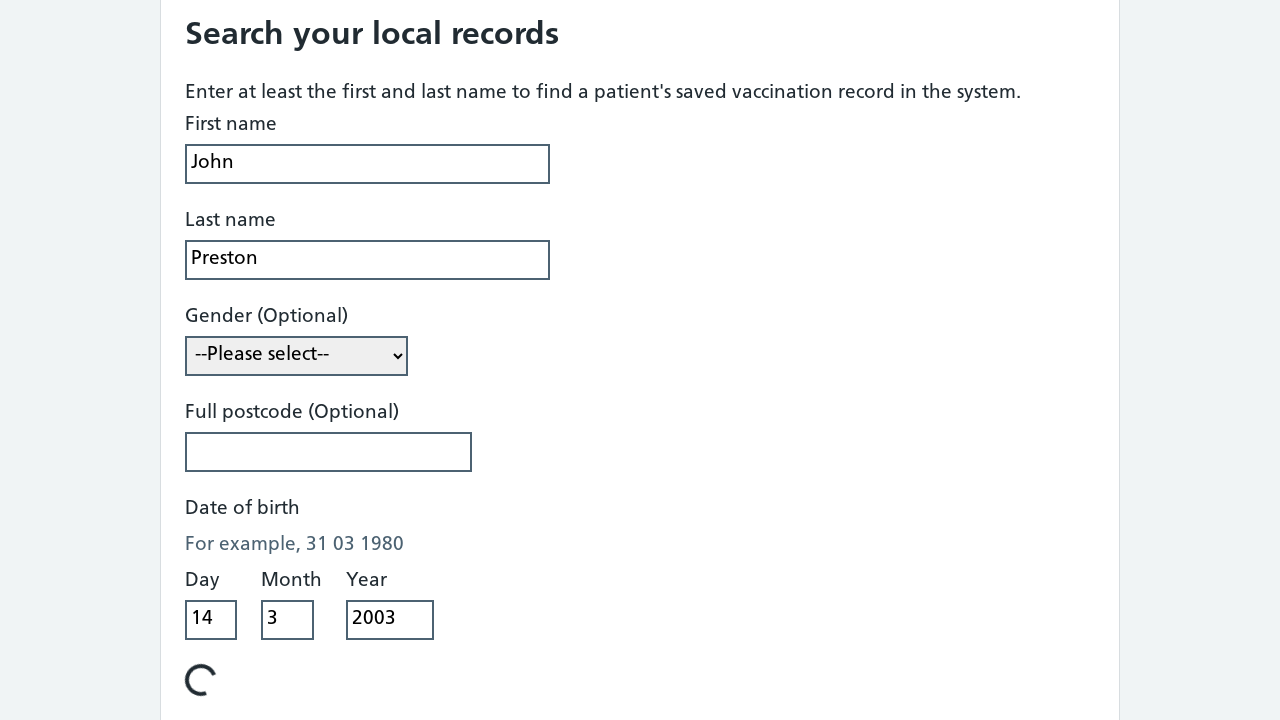 Search your local records
Enter at least the first and last name to find a patient's saved vaccination record in the system.
First name
John
Last name
Preston
Gender (Optional)
--Please select--
Full postcode (Optional)
Date of birth
For example, 31 03 1980
Day Month Year
14 3 2003